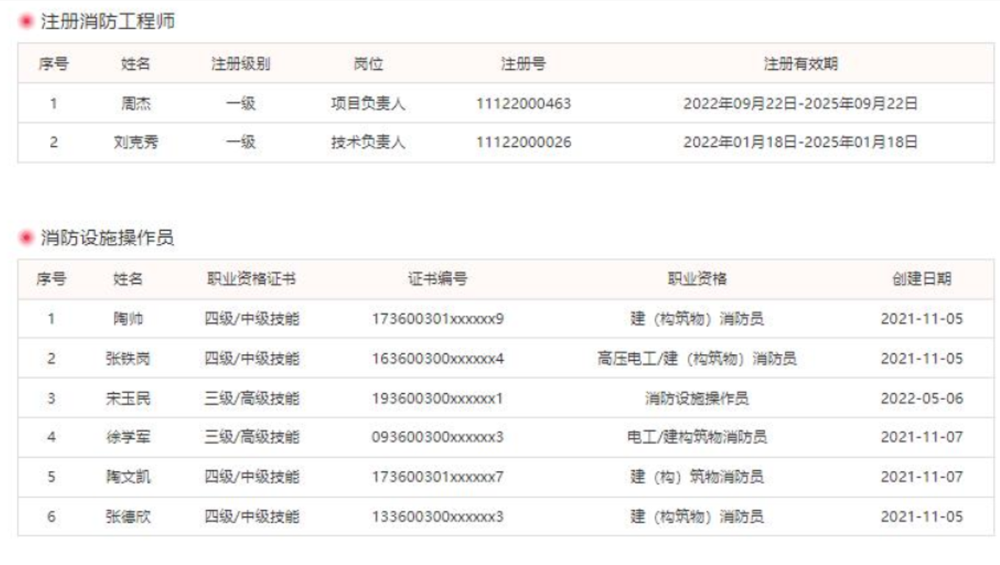 注册消防工程师
序号 姓名 注册级别 岗位 注册号 注册有效期
1 周杰 一级 项目负责人 11122000463 2022年09月22日-2025年09月22日
2 刘克秀 一级 技术负责人 11122000026 2022年01月18日-2025年01月18日
消防设施操作员
序号 姓名 职业资格证书 证书编号 职业资格 创建日期
1 陶帅 四级/中级技能 173600301xxxxxx9 建（构筑物）消防员 2021-11-05
2 张铁岗 四级/中级技能 163600300xxxxxx4 高压电工/建（构筑物）消防员 2021-11-05
3 宋玉民 三级/高级技能 193600300xxxxxx1 消防设施操作员 2022-05-06
4 徐学军 三级/高级技能 093600300xxxxxx3 电工/建构筑物消防员 2021-11-07
5 陶文凯 四级/中级技能 173600301xxxxxx7 建（构）筑物消防员 2021-11-07
6 张德欣 四级/中级技能 133600300xxxxxx3 建（构筑物）消防员 2021-11-05